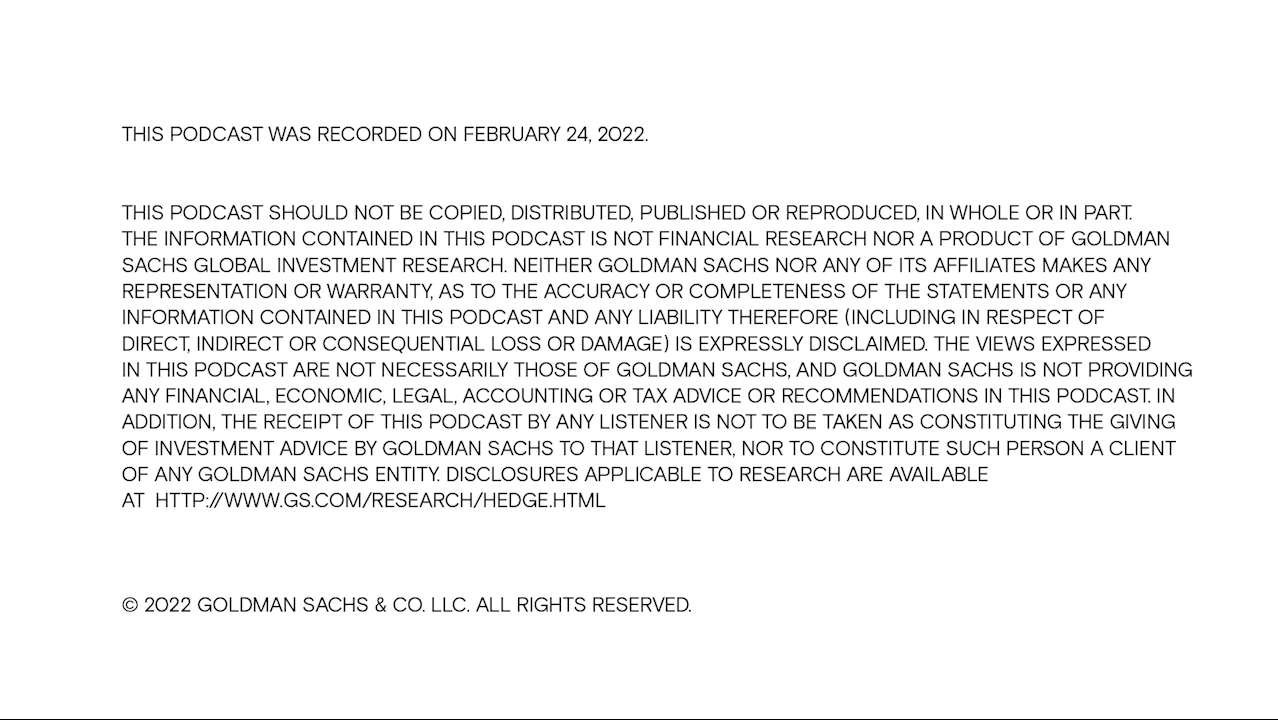 THIS PODCAST WAS RECORDED ON FEBRUARY 24, 2022.
THIS PODCAST SHOULD NOT BE COPIED, DISTRIBUTED, PUBLISHED OR REPRODUCED, IN WHOLE OR IN PART.
THE INFORMATION CONTAINED IN THIS PODCAST IS NOT FINANCIAL RESEARCH NOR A PRODUCT OF GOLDMAN
SACHS GLOBAL INVESTMENT RESEARCH. NEITHER GOLDMAN SACHS NOR ANY OF ITS AFFILIATES MAKES ANY
REPRESENTATION OR WARRANTY, AS TO THE ACCURACY OR COMPLETENESS OF THE STATEMENTS OR ANY
INFORMATION CONTAINED IN THIS PODCAST AND ANY LIABILITY THEREFORE (INCLUDING IN RESPECT OF
DIRECT, INDIRECT OR CONSEQUENTIAL LOSS OR DAMAGE) IS EXPRESSLY DISCLAIMED. THE VIEWS EXPRESSED
IN THIS PODCAST ARE NOT NECESSARILY THOSE OF GOLDMAN SACHS, AND GOLDMAN SACHS IS NOT PROVIDING
ANY FINANCIAL, ECONOMIC, LEGAL, ACCOUNTING OR TAX ADVICE OR RECOMMENDATIONS IN THIS PODCAST. IN
ADDITION, THE RECEIPT OF THIS PODCAST BY ANY LISTENER IS NOT TO BE TAKEN AS CONSTITUTING THE GIVING
OF INVESTMENT ADVICE BY GOLDMAN SACHS TO THAT LISTENER, NOR TO CONSTITUTE SUCH PERSON A CLIENT
OF ANY GOLDMAN SACHS ENTITY. DISCLOSURES APPLICABLE TO RESEARCH ARE AVAILABLE
AT HTTP://WWW.GS.COM/RESEARCH/HEDGE.HTML
© 2022 GOLDMAN SACHS & CO. LLC. ALL RIGHTS RESERVED.